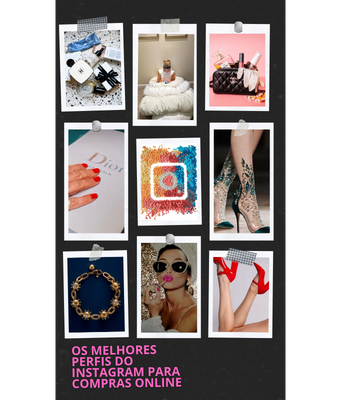 Dior
OS MELHORES
PERFIS DO
INSTAGRAM PARA
COMPRAS ONLINE